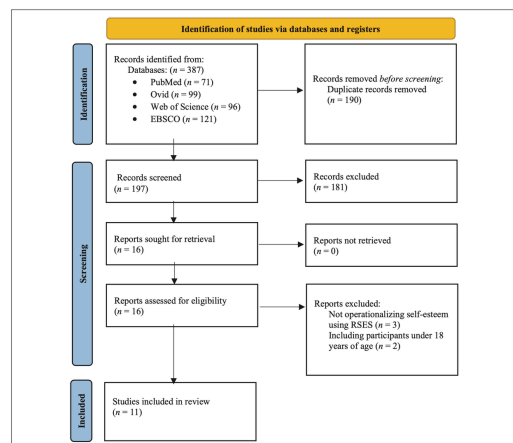 Identification of studies via databases and registers
Identification
Records identified from:
Databases: (n = 387)
• PubMed (n = 71)
• Ovid (n = 99)
• Web of Science (n = 96)
• EBSCO (n = 121)
Records removed before screening:
Duplicate records removed
(n = 190)
Screening
Records screened
(n = 197)
Records excluded
(n = 181)
Reports sought for retrieval
(n = 16)
Reports not retrieved
(n = 0)
Reports assessed for eligibility
(n = 16)
Reports excluded:
Not operationalizing self-esteem
using RSES (n = 3)
Including participants under 18
years of age (n = 2)
Included
Studies included in review
(n = 11)